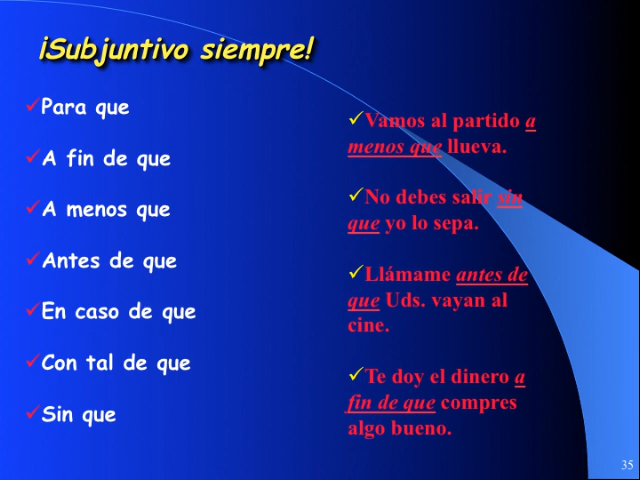 ¡Subjuntivo siempre!
Para que
A fin de que
A menos que
Antes de que
En caso de que
Con tal de que
Sin que
Vamos al partido a
menos que llueva.
No debes salir sin
que yo lo sepa.
Llámame antes de
que Uds. vayan al
cine.
Te doy el dinero a
fin de que compres
algo bueno.
35